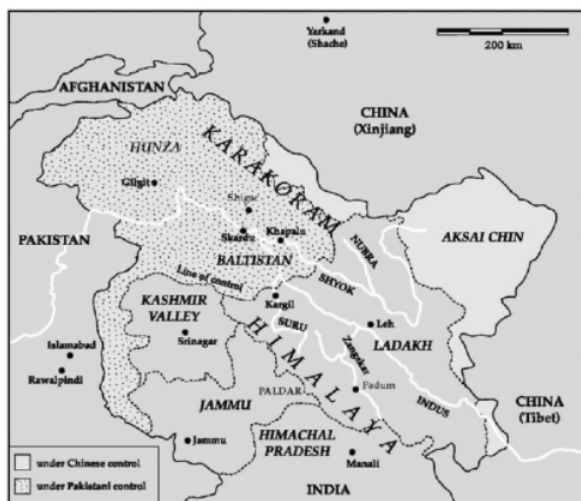 Yarkand
(Shache)
200 km
AFGHANISTAN
CHINA
(Xinjiang)
HUNZA
KARAKORAM
Gilgit
Shigar
AKSAI CHIN
PAKISTAN
Skardu
Khapalu
NUBRA
BALTISTAN
SHYOK
Line of control
KASHMIR
VALLEY
Kargil
SURU
Leh
LADAKH
Srinagar
HIMALAYA
Zangskar
Islamabad
Rawalpindi
PALDAR
Padum
INDUS
CHINA
(Tibet)
JAMMU
HIMACHAL
PRADESH
Jammu
Manali
INDIA
under Chinese control
under Pakistani control